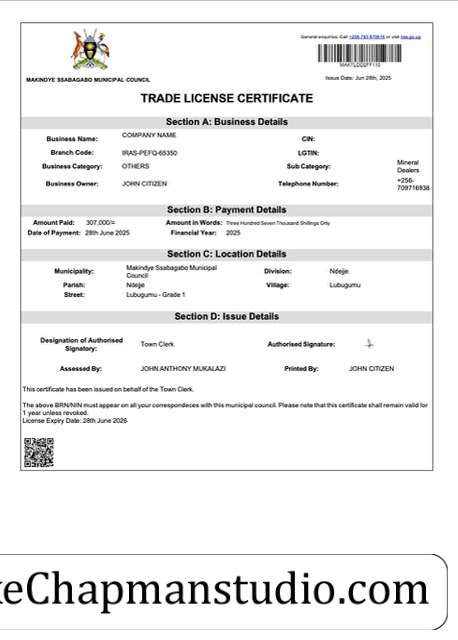 General enquiries: Call +256-793 870616 or visit iras.go.ug
MAKINDYE SSABAGABO MUNICIPAL COUNCIL
Issue Date: Jun 28th, 2025
TRADE LICENSE CERTIFICATE
Section A: Business Details
Business Name: COMPANY NAME CIN:
Branch Code: IRAS-PEFQ-65350 LGTIN:
Business Category: OTHERS Sub Category: Mineral Dealers
Business Owner: JOHN CITIZEN Telephone Number: +256-709716938
Section B: Payment Details
Amount Paid: 307,000/= Amount in Words: Three Hundred Seven Thousand Shillings Only
Date of Payment: 28th June 2025 Financial Year: 2025
Section C: Location Details
Municipality: Makindye Ssabagabo Municipal Council Division: Ndejje
Parish: Ndejje Village: Lubugumu
Street: Lubugumu - Grade 1
Section D: Issue Details
Designation of Authorised Signatory: Town Clerk Authorised Signature:
Assessed By: JOHN ANTHONY MUKALAZI Printed By: JOHN CITIZEN
This certificate has been issued on behalf of the Town Clerk.
The above BRN/NIN must appear on all your correspondeces with this municipal council. Please note that this certificate shall remain valid for
1 year unless revoked.
License Expiry Date: 28th June 2026
keChapmanstudio.com